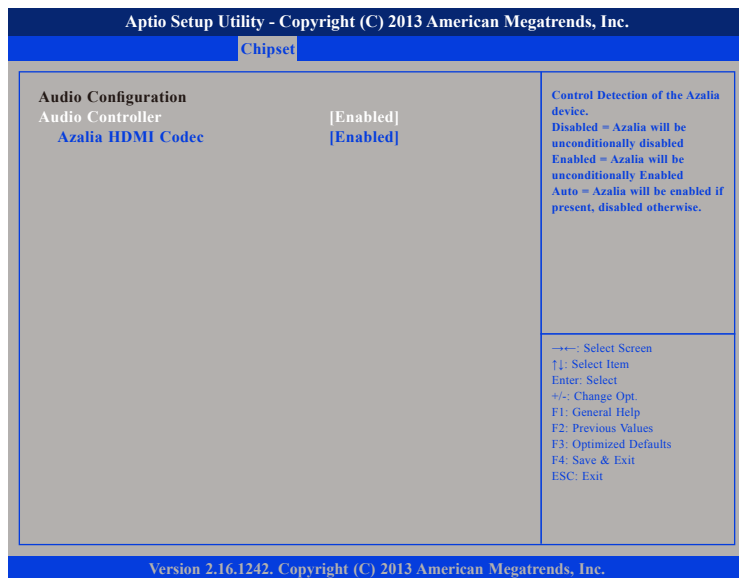 Aptio Setup Utility - Copyright (C) 2013 American Megatrends, Inc.
Chipset
Audio Configuration
Audio Controller [Enabled]
Azalia HDMI Codec [Enabled]
Control Detection of the Azalia
device.
Disabled = Azalia will be
unconditionally disabled
Enabled = Azalia will be
unconditionally Enabled
Auto = Azalia will be enabled if
present, disabled otherwise.
→←: Select Screen
↑↓: Select Item
Enter: Select
+/-: Change Opt.
F1: General Help
F2: Previous Values
F3: Optimized Defaults
F4: Save & Exit
ESC: Exit
Version 2.16.1242. Copyright (C) 2013 American Megatrends, Inc.